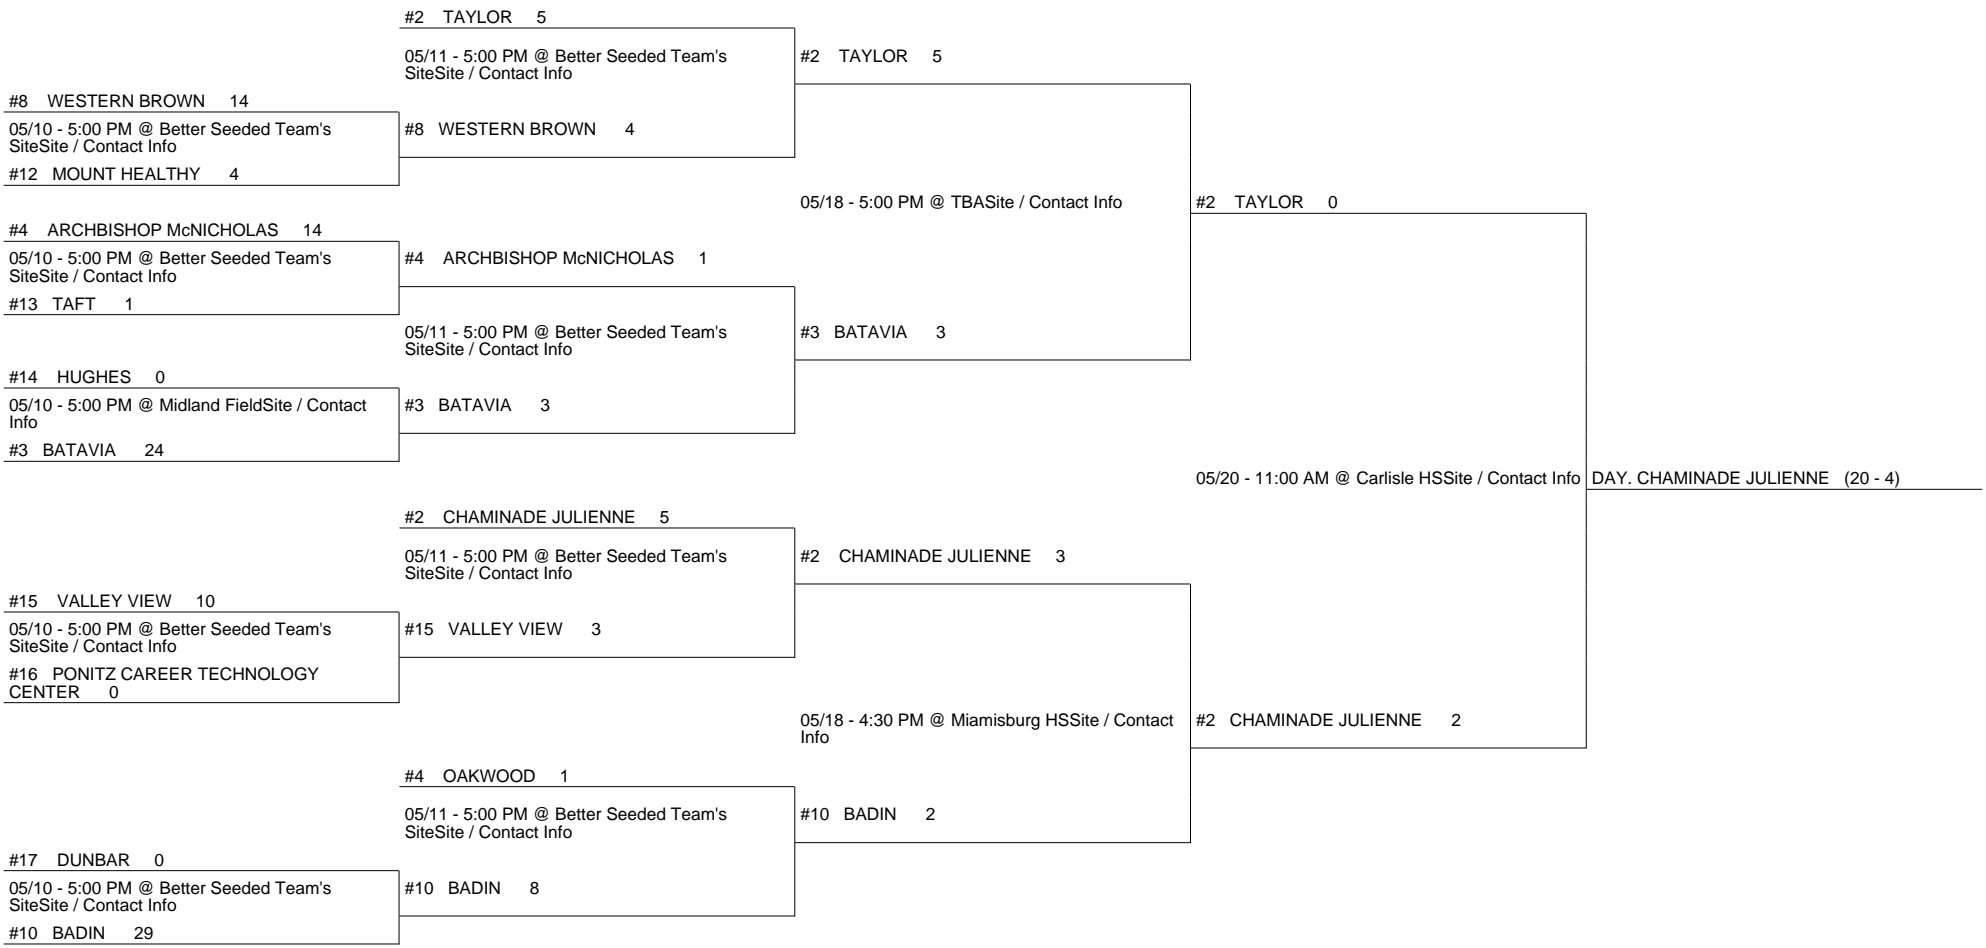 #2 TAYLOR 5
05/11 - 5:00 PM @ Better Seeded Team's
SiteSite / Contact Info
#2 TAYLOR 5
#8 WESTERN BROWN 14
05/10 - 5:00 PM @ Better Seeded Team's
SiteSite / Contact Info
#8 WESTERN BROWN 4
#12 MOUNT HEALTHY 4
05/18 - 5:00 PM @ TBASite / Contact Info
#2 TAYLOR 0
#4 ARCHBISHOP McNICHOLAS 14
05/10 - 5:00 PM @ Better Seeded Team's
SiteSite / Contact Info
#4 ARCHBISHOP McNICHOLAS 1
#13 TAFT 1
05/11 - 5:00 PM @ Better Seeded Team's
SiteSite / Contact Info
#3 BATAVIA 3
#14 HUGHES 0
05/10 - 5:00 PM @ Midland FieldSite / Contact
Info
#3 BATAVIA 3
#3 BATAVIA 24
05/20 - 11:00 AM @ Carlisle HSSite / Contact Info
DAY. CHAMINADE JULIENNE (20 - 4)
#2 CHAMINADE JULIENNE 5
05/11 - 5:00 PM @ Better Seeded Team's
SiteSite / Contact Info
#2 CHAMINADE JULIENNE 3
#15 VALLEY VIEW 10
05/10 - 5:00 PM @ Better Seeded Team's
SiteSite / Contact Info
#15 VALLEY VIEW 3
#16 PONITZ CAREER TECHNOLOGY
CENTER 0
05/18 - 4:30 PM @ Miamisburg HSSite / Contact
Info
#2 CHAMINADE JULIENNE 2
#4 OAKWOOD 1
05/11 - 5:00 PM @ Better Seeded Team's
SiteSite / Contact Info
#10 BADIN 2
#17 DUNBAR 0
05/10 - 5:00 PM @ Better Seeded Team's
SiteSite / Contact Info
#10 BADIN 8
#10 BADIN 29